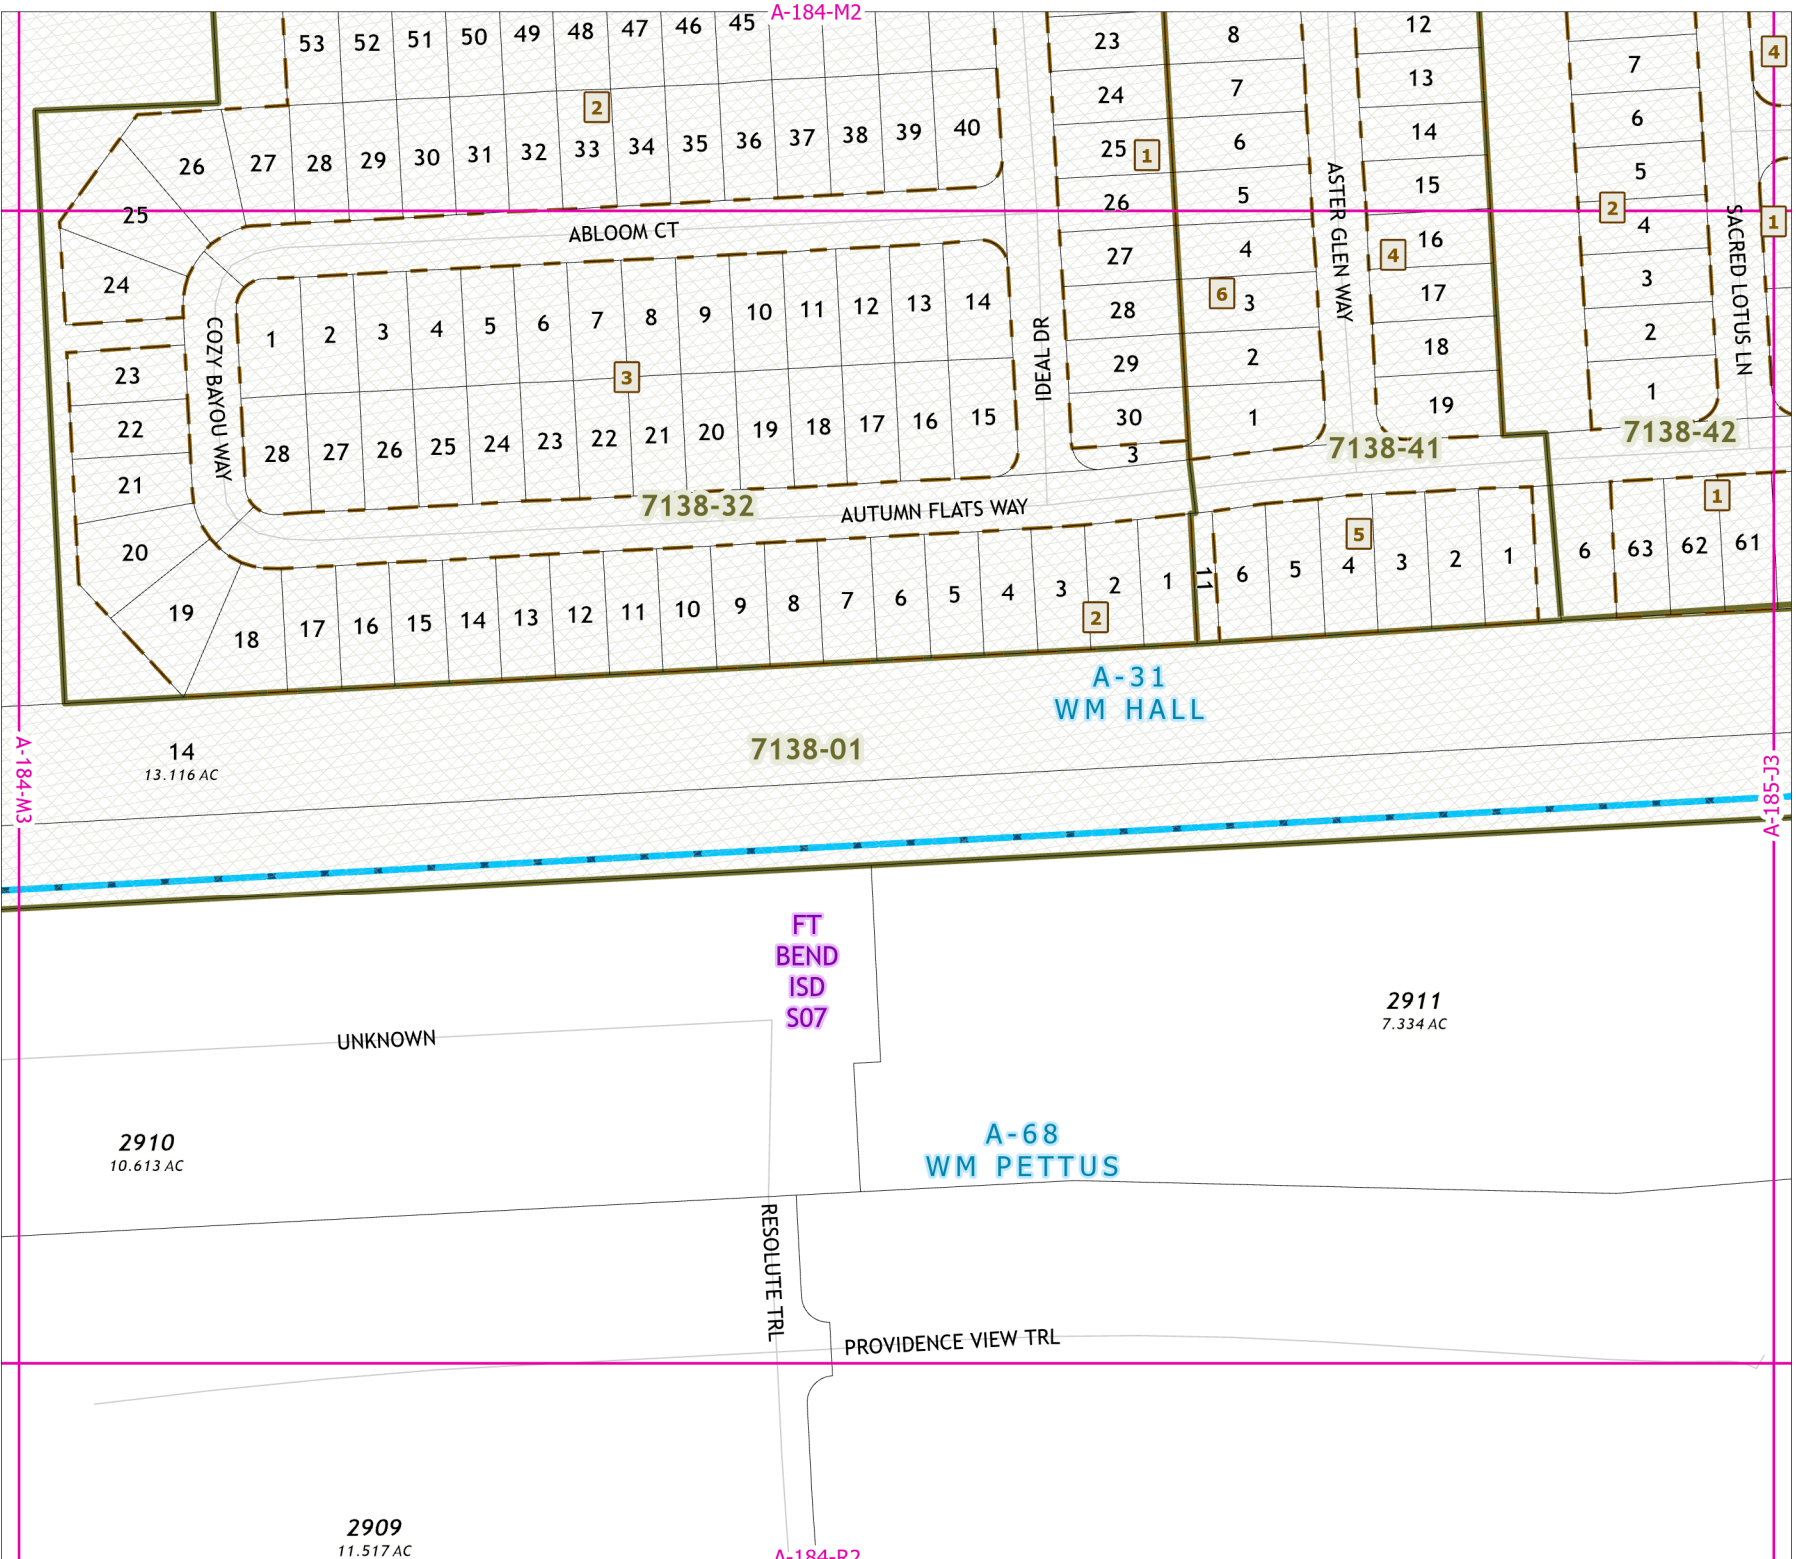 A-184-M2
53 52 51 50 49 48 47 46 45
23 8 12
7 4
24 7 13
2
26 27 28 29 30 31 32 33 34 35 36 37 38 39 40
25 1 6 14 6
5 15 5
25 26 2 4 1
ABLOOM CT
ASTER GLEN WAY
SACRED LOTUS LN
24 27 4 4 16
3
28 6 3 17
1 2 3 4 5 6 7 8 9 10 11 12 13 14
COZY BAYOU WAY
IDEAL DR
23 3 29 2 18 2
22 30 1 19 1
28 27 26 25 24 23 22 21 20 19 18 17 16 15
3
7138-41
7138-42
21
7138-32
AUTUMN FLATS WAY
1
5
20
11 6 5 4 3 2 1 6 63 62 61
19 18 17 16 15 14 13 12 11 10 9 8 7 6 5 4 3 2 1
2
A-31
WM HALL
7138-01
14
13.116 AC
A-184-M3
A-185-J3
FT
BEND
ISD
S07
2911
7.334 AC
UNKNOWN
2910
10.613 AC
A-68
WM PETTUS
RESOLUTE TRL
PROVIDENCE VIEW TRL
2909
11.517 AC
A-184-R2